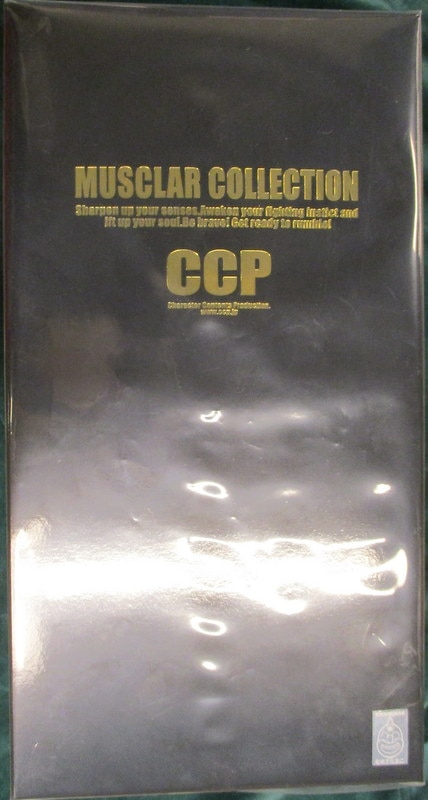 MUSCLAR COLLECTION
Sharpen up your senses.Awaken your fighting instict and
lit up your soul.Be brave! Get ready to rumble!
CCP
Character Contents Production.
www.ccp.jp